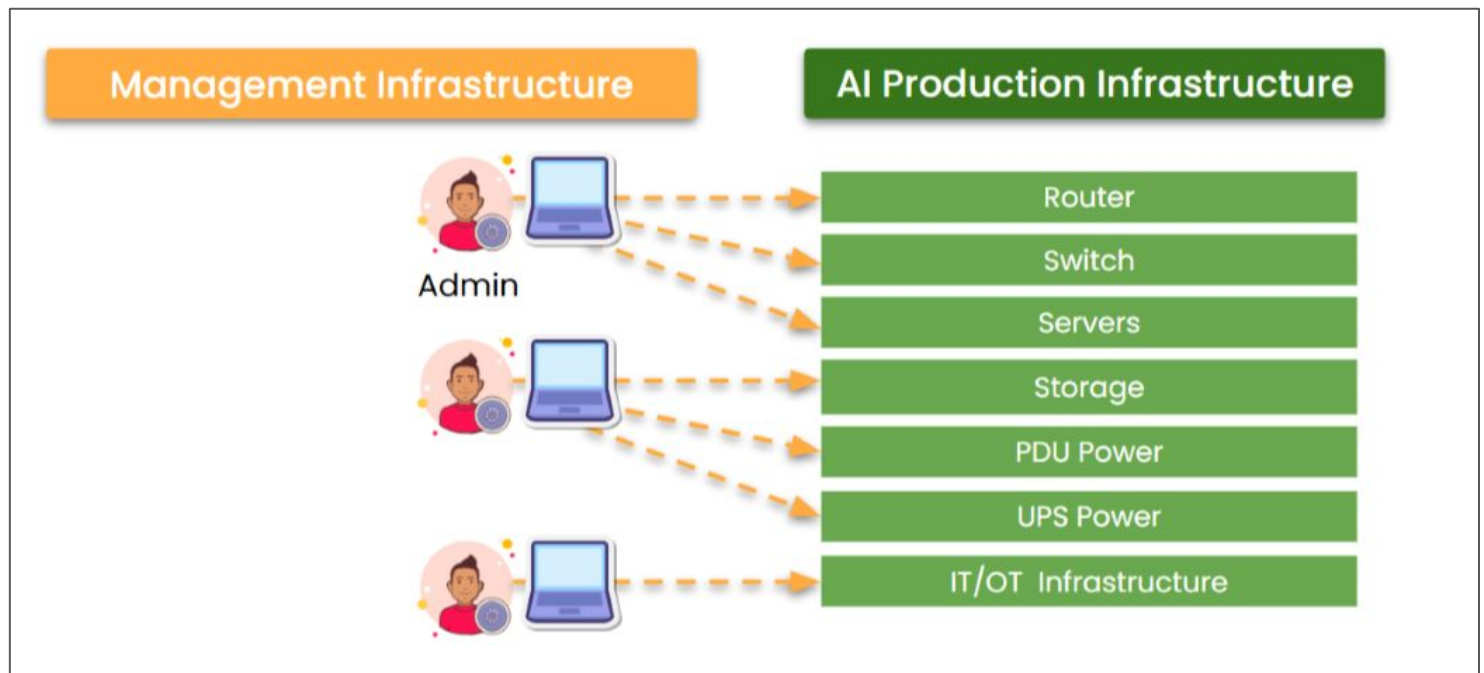 Management Infrastructure
AI Production Infrastructure
Admin
Router
Switch
Servers
Storage
PDU Power
UPS Power
IT/OT Infrastructure